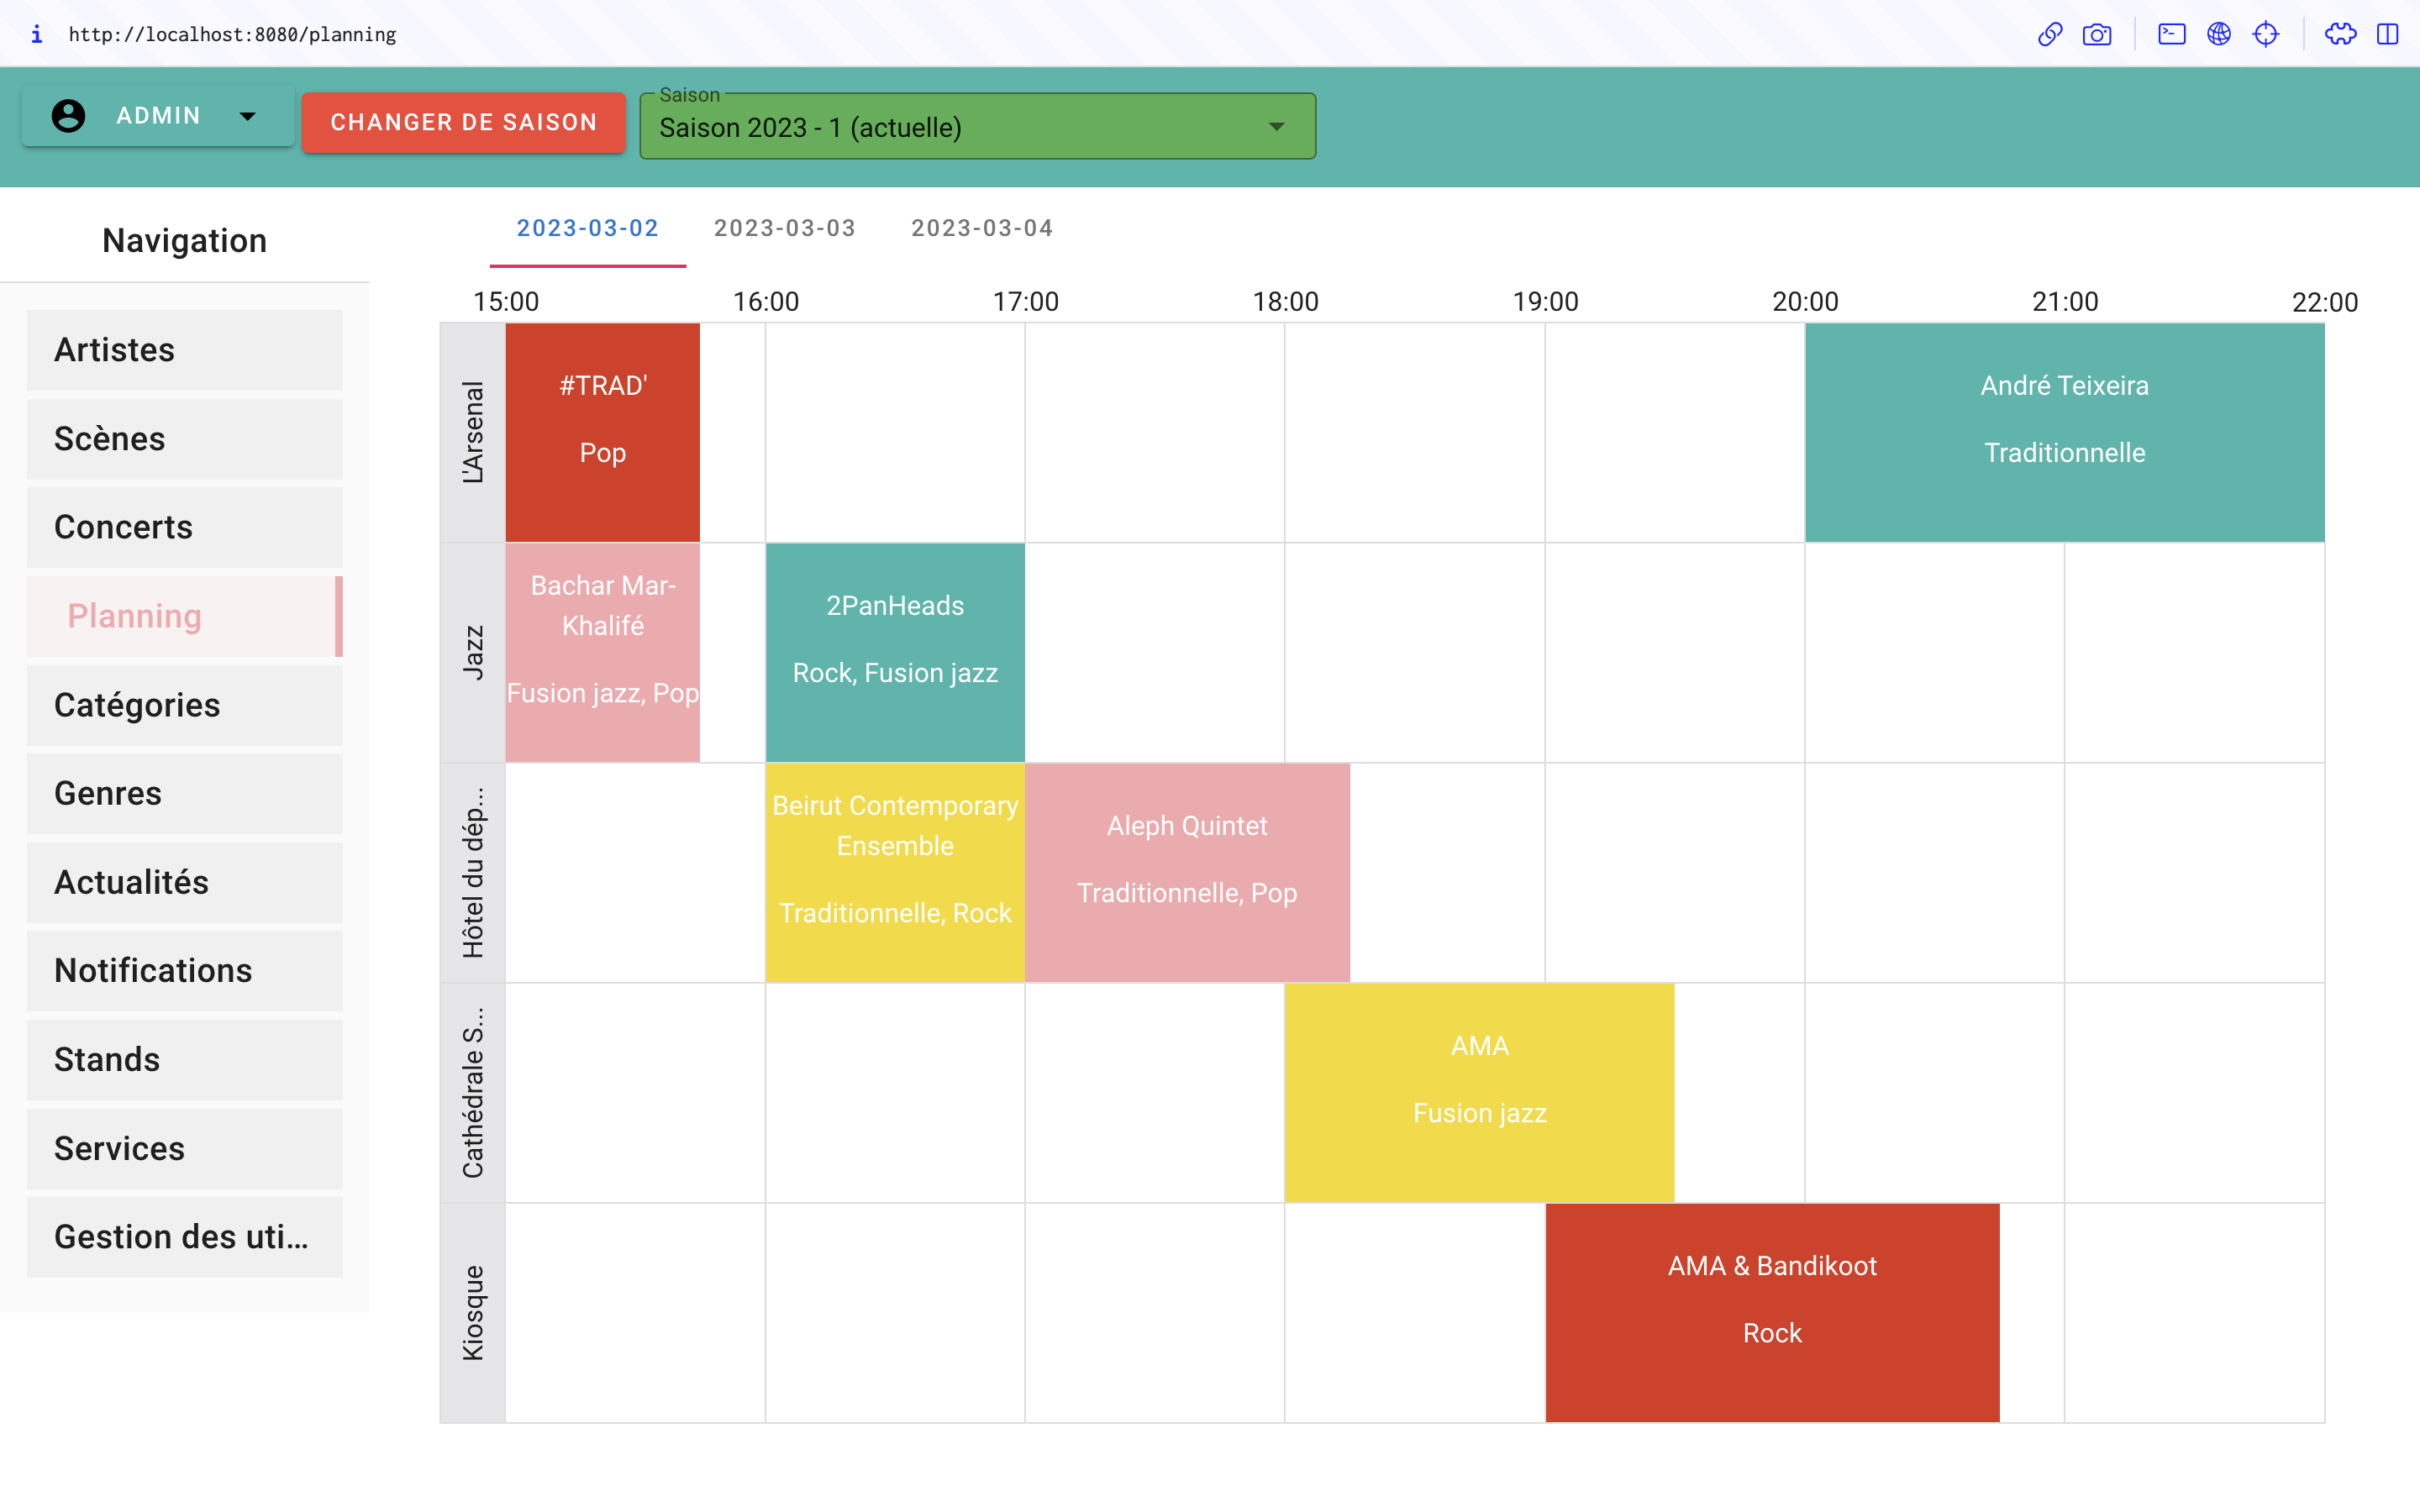 http://localhost:8080/planning
ADMIN
CHANGER DE SAISON
Saison
Saison 2023 - 1 (actuelle)
Navigation
Artistes
Scènes
Concerts
Planning
Catégories
Genres
Actualités
Notifications
Stands
Services
Gestion des uti...
2023-03-02 2023-03-03 2023-03-04
15:00 16:00 17:00 18:00 19:00 20:00 21:00 22:00
L'Arsenal
#TRAD'
Pop
André Teixeira
Traditionnelle
Jazz
Bachar Mar-
Khalifé
Fusion jazz, Pop
2PanHeads
Rock, Fusion jazz
Hôtel du dép...
Beirut Contemporary
Ensemble
Traditionnelle, Rock
Aleph Quintet
Traditionnelle, Pop
Cathédrale S...
AMA
Fusion jazz
Kiosque
AMA & Bandikoot
Rock